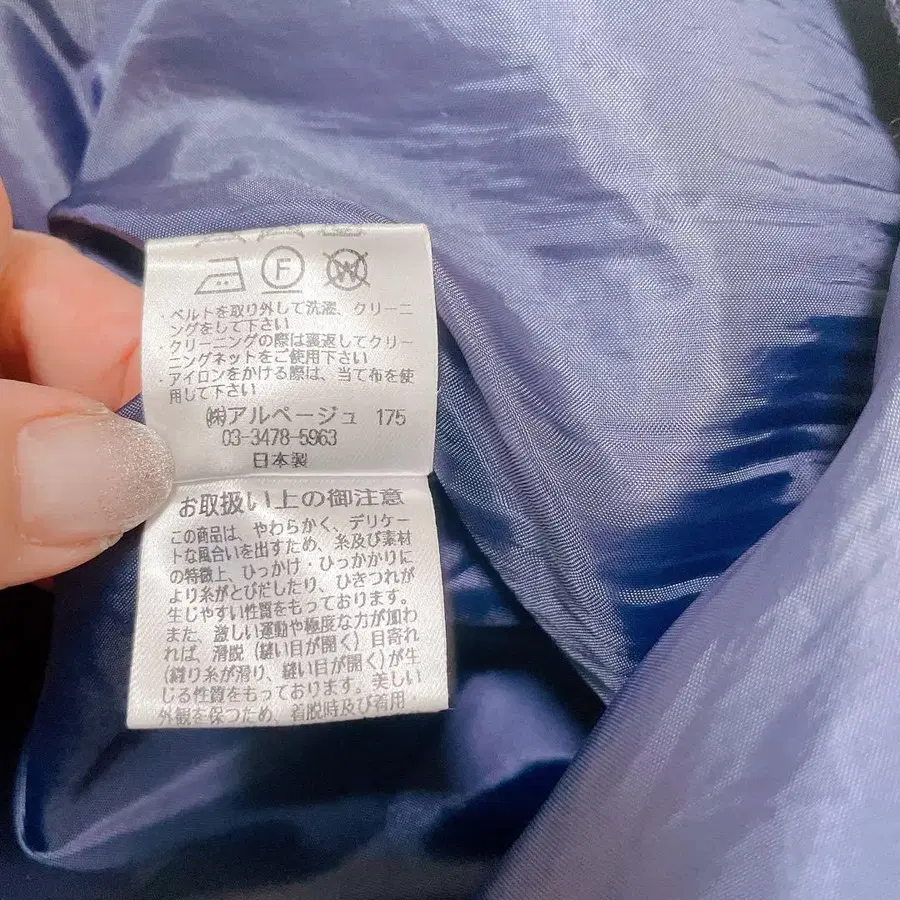 F W
・ベルトを取り外して洗濯、クリーニ
ングをして下さい
・クリーニングの際は裏返してクリー
ニングネットをご使用下さい
・アイロンをかける際は、当て布を使
用して下さい
㈱アルページュ 175
03-3478-5963
日本製
お取扱い上の御注意
この商品は、やわらかく、デリケー
トな風合いを出すため、糸及び素材
の特徴上、ひっかけ・ひっかかりに
より糸がとびだしたり、ひきつれが
生じやすい性質をもっております。
また、激しい運動や極度な力が加わ
れば、滑脱(縫い目が開く)目寄れ
(織り糸が滑り、縫い目が開く)が生
じる性質をもっております。美しい
外観を保つため、着脱時及び着用